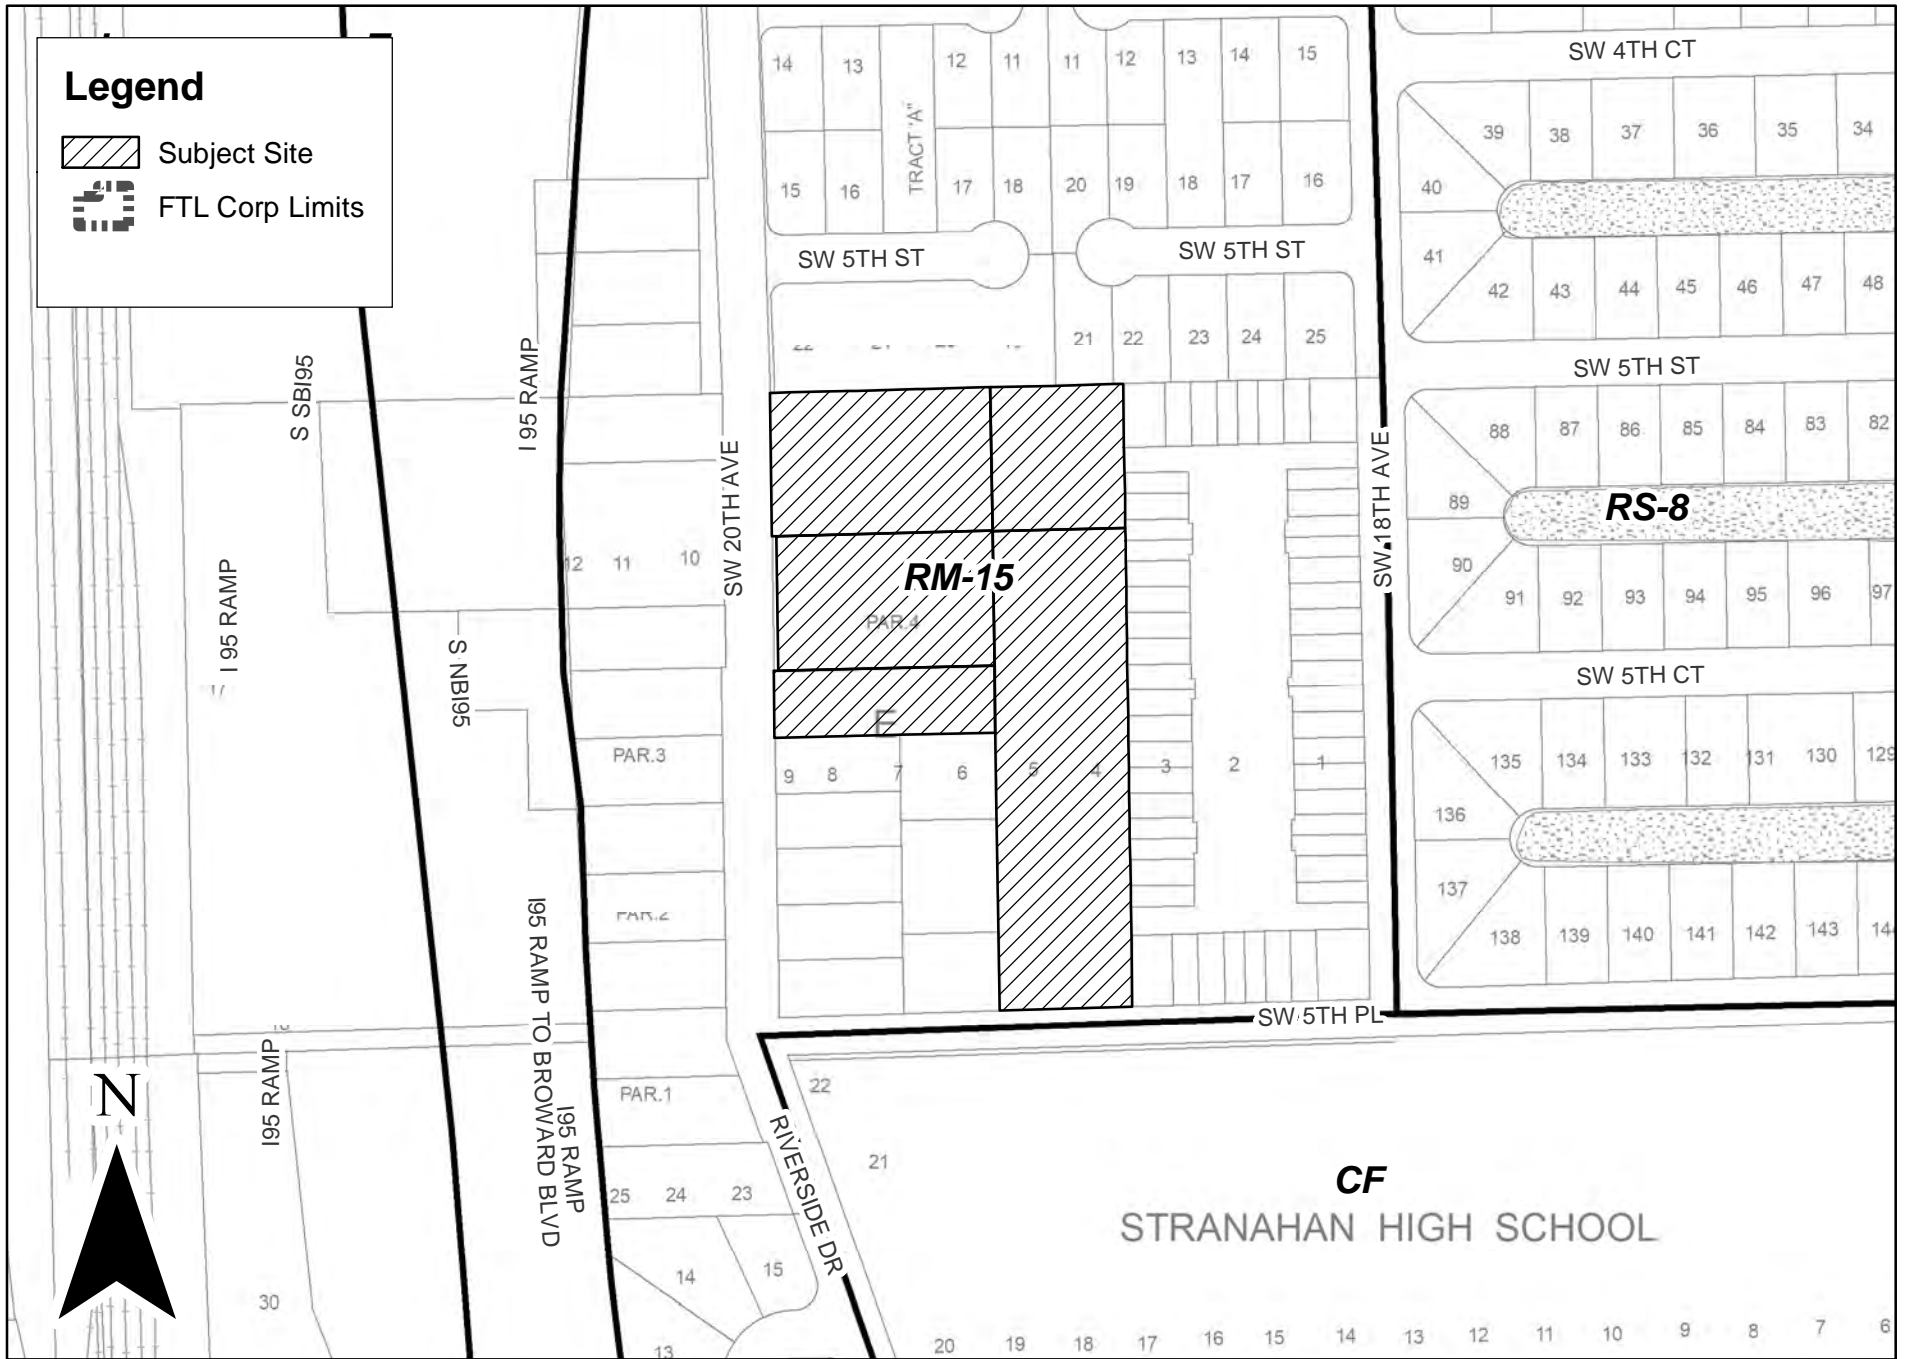 Legend
Subject Site
FTL Corp Limits
SW 4TH CT
14 13 12 11 11 12 13 14 15
TRACT "A"
15 16 17 18 20 19 18 17 16
39 38 37 36 35 34
40
41
42 43 44 45 46 47 48
SW 5TH ST
SW 5TH ST
21 22 23 24 25
SW 5TH ST
S SBI95
I 95 RAMP
SW 20TH AVE
SW 18TH AVE
88 87 86 85 84 83 82
89
RS-8
90
91 92 93 94 95 96 97
12 11 10
RM-15
PAR.4
I 95 RAMP
S NBI95
SW 5TH CT
F
PAR.3
9 8 7 6 5 4 3 2 1
135 134 133 132 131 130 129
136
137
138 139 140 141 142 143
PAR.2
I95 RAMP TO BROWARD BLVD
I95 RAMP
SW 5TH PL
I95 RAMP
N
PAR.1
22
21
RIVERSIDE DR
25 24 23
CF
STRANAHAN HIGH SCHOOL
14 15
30
13
20 19 18 17 16 15 14 13 12 11 10 9 8 7 6